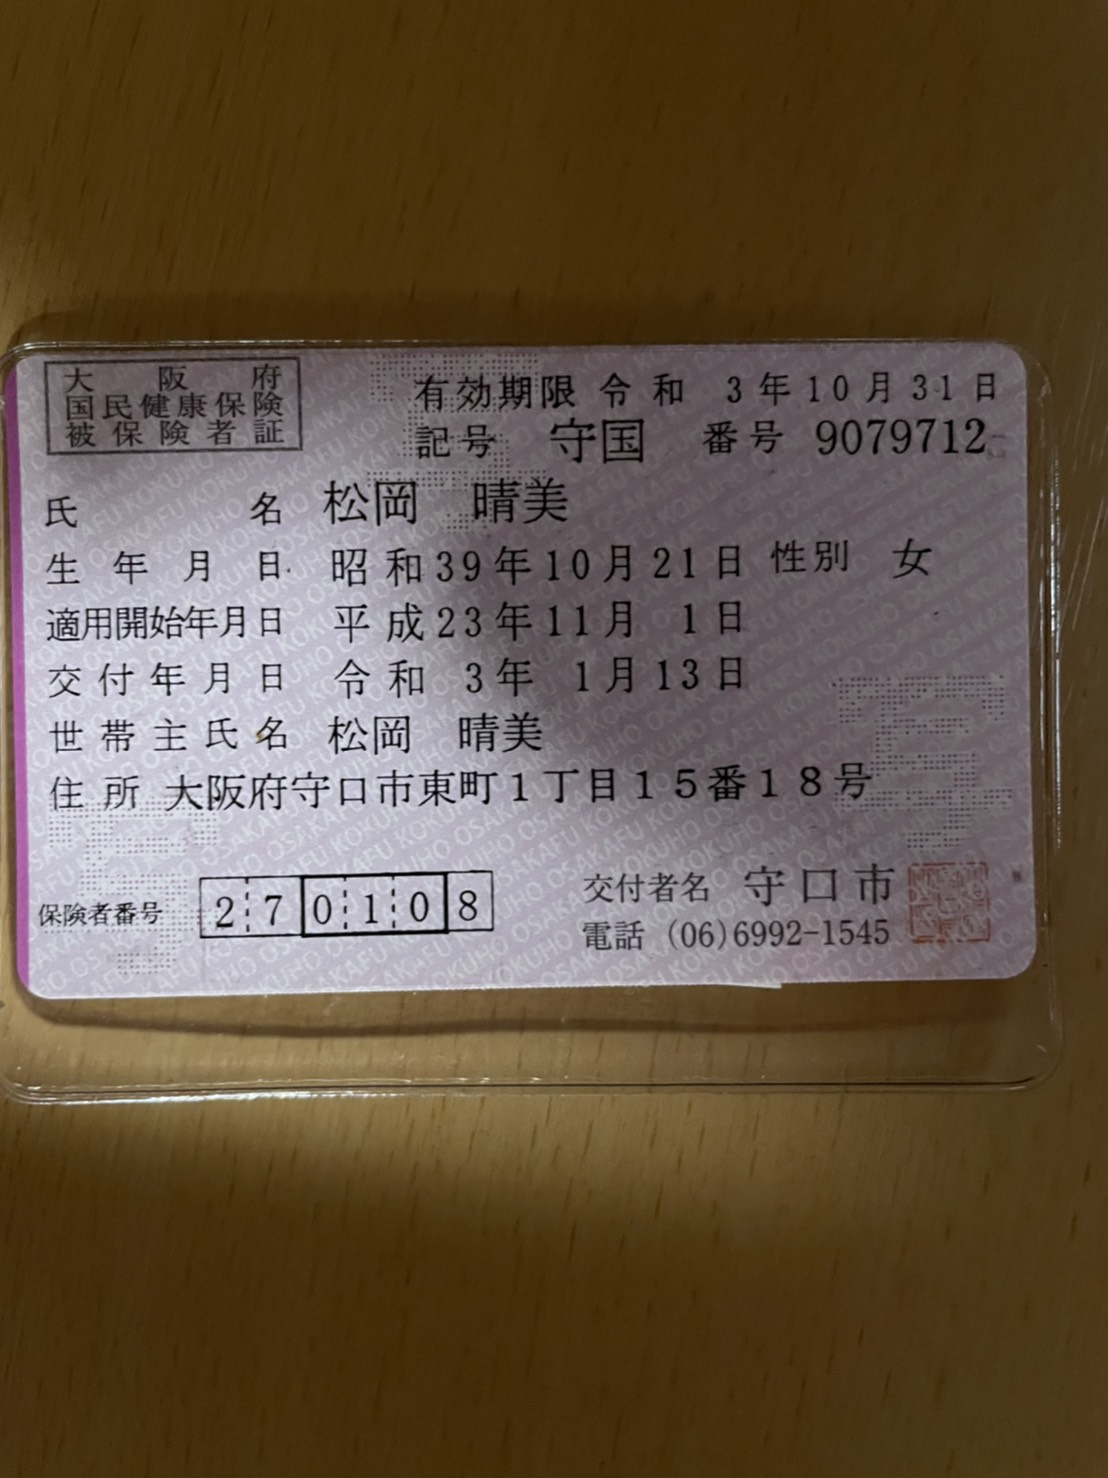 大阪府
国民健康保険
被保険者証
有効期限 令和 3年10月31日
記号 守国 番号 9079712
氏名 松岡 晴美
生年月日 昭和39年10月21日 性別 女
適用開始年月日 平成23年11月 1日
交付年月日 令和 3年 1月13日
世帯主氏名 松岡 晴美
住所 大阪府守口市東町1丁目15番18号
保険者番号 270108
交付者名 守口市
電話 (06)6992-1545